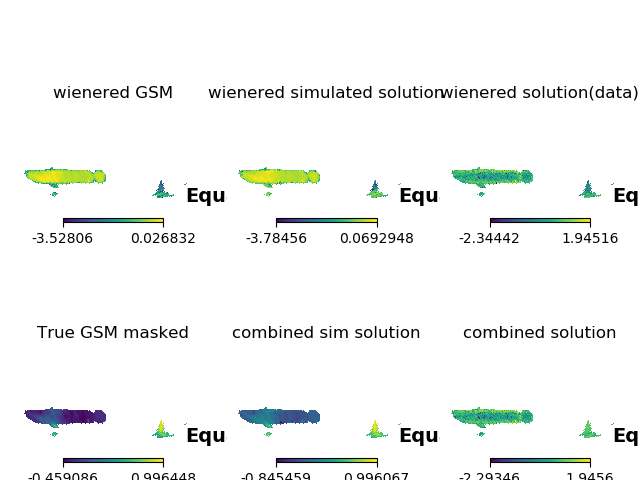 wienered GSM wienered simulated solution wienered solution(data)
Equ Equ Eq
-3.52806 0.026832 -3.78456 0.0692948 -2.34442 1.94516
True GSM masked combined sim solution combined solution
Equ Equ Eq
-0.459086 0.996448 -0.845459 0.996067 -2.29346 1.9456